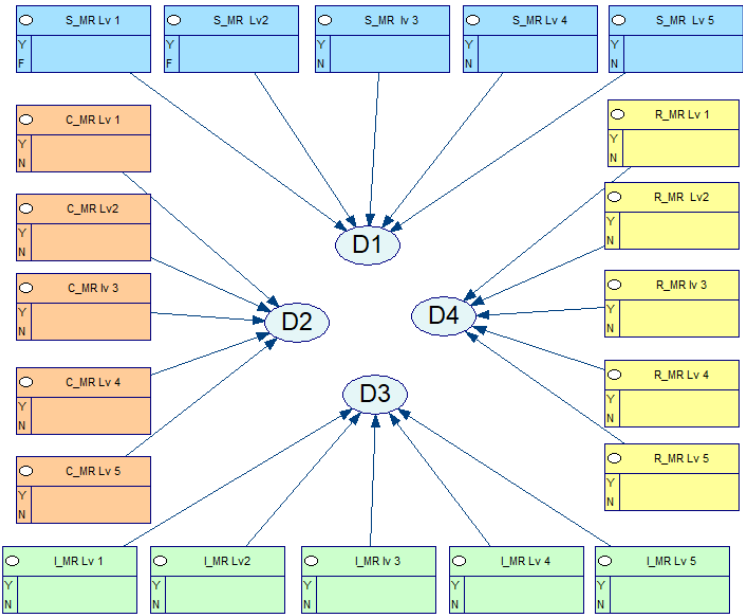 S_MR Lv 1
Y
F
S_MR Lv2
Y
F
S_MR lv 3
Y
N
S_MR Lv 4
Y
N
S_MR Lv 5
Y
N
C_MR Lv 1
Y
N
R_MR Lv 1
Y
N
C_MR Lv2
Y
N
R_MR Lv2
Y
N
D1
C_MR lv 3
Y
N
R_MR lv 3
Y
N
D2
D4
C_MR Lv 4
Y
N
R_MR Lv 4
Y
N
D3
C_MR Lv 5
Y
N
R_MR Lv 5
Y
N
I_MR Lv 1
Y
N
I_MR Lv2
Y
N
I_MR lv 3
Y
N
I_MR Lv 4
Y
N
I_MR Lv 5
Y
N